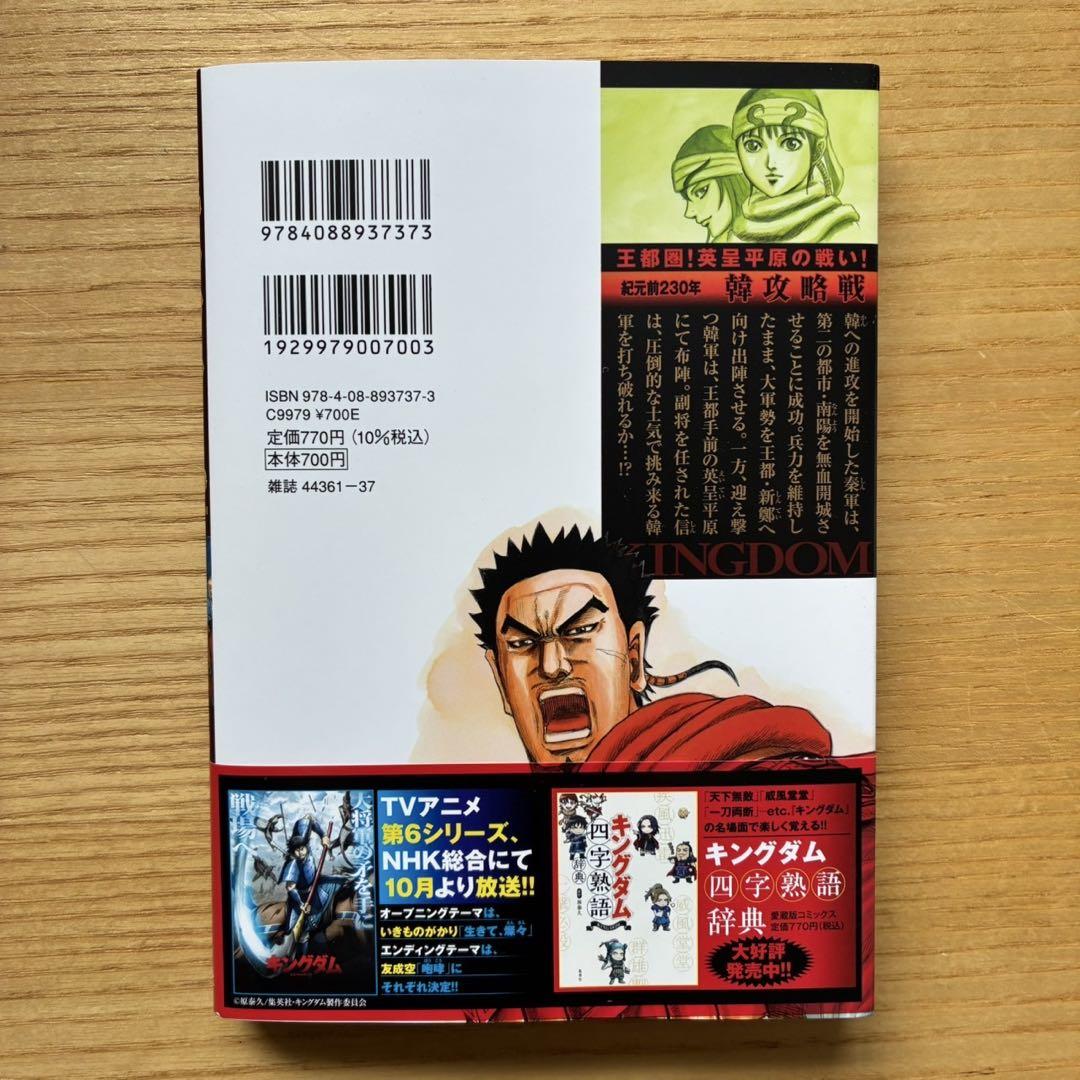 9784088937373
1929979007003
ISBN 978-4-08-893737-3
C9979 ¥700E
定価770円(10%税込)
本体700円
雑誌 44361-37
王都圏!英呈平原の戦い!
紀元前230年 韓攻略戦
韓への進攻を開始した秦軍は、
第二の都市・南陽を無血開城さ
せることに成功。兵力を維持し
たまま、大軍勢を王都・新鄭へ
向け出陣させる。一方、迎え撃
つ韓軍は、王都手前の英呈平原
にて布陣。副将を任された信
は、圧倒的な士気で挑み来る韓
軍を打ち破れるか…!?
KINGDOM
大将軍の矛を手に
戦場へ
キングダム
TVアニメ
第6シリーズ、
NHK総合にて
10月より放送!!
オープニングテーマは、
いきものがかり「生きて、燦々」
エンディングテーマは、
友成空「咆哮」に
それぞれ決定!!
©原泰久/集英社・キングダム製作委員会
キングダム
四字熟語
辞典
「天下無敵」「威風堂堂」
「一刀両断」…etc.『キングダム』
の名場面で楽しく覚える!!
キングダム
四字熟語
辞典
愛蔵版コミックス
定価770円(税込)
大好評
発売中!!